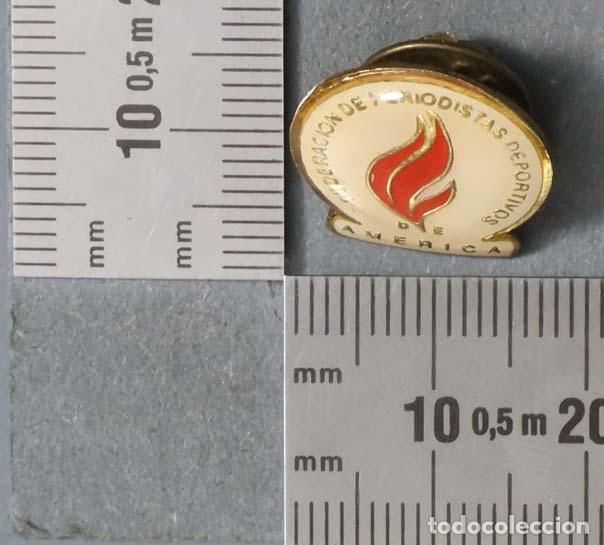 10 0,5 m 2
mm
mm
FEDERACION DE PERIODISTAS DEPORTIVOS
DE
AMERICA
mm
10 0,5 m 20
mm
todocoleccion